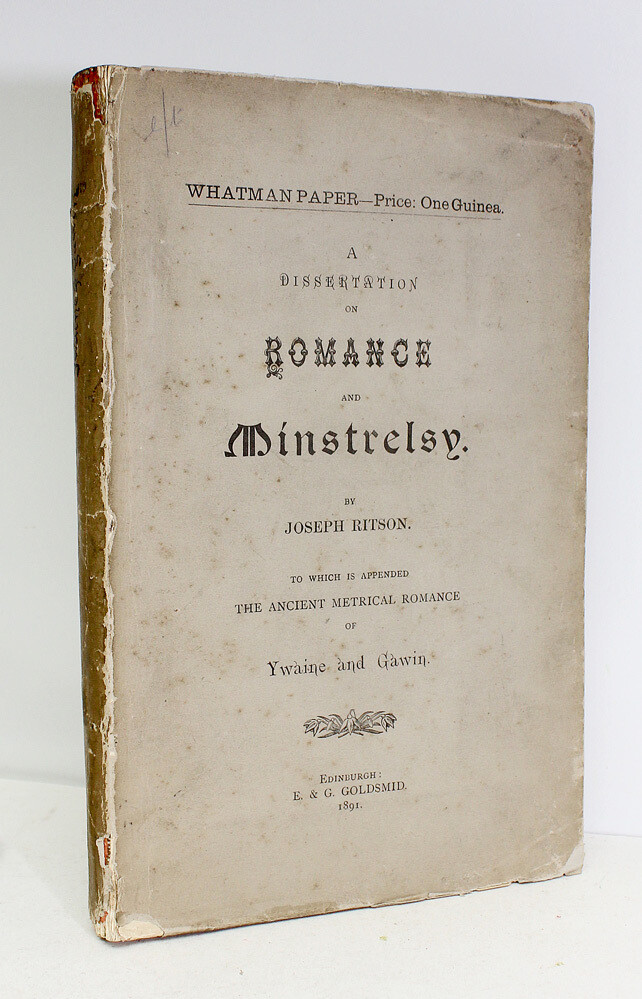 WHATMAN PAPER—Price: One Guinea.
A
DISSERTATION
ON
ROMANCE
AND
Minstrelsy.
BY
JOSEPH RITSON.
TO WHICH IS APPENDED
THE ANCIENT METRICAL ROMANCE
OF
Ywaine and Gawin.
EDINBURGH:
E. & G. GOLDSMID.
1891.